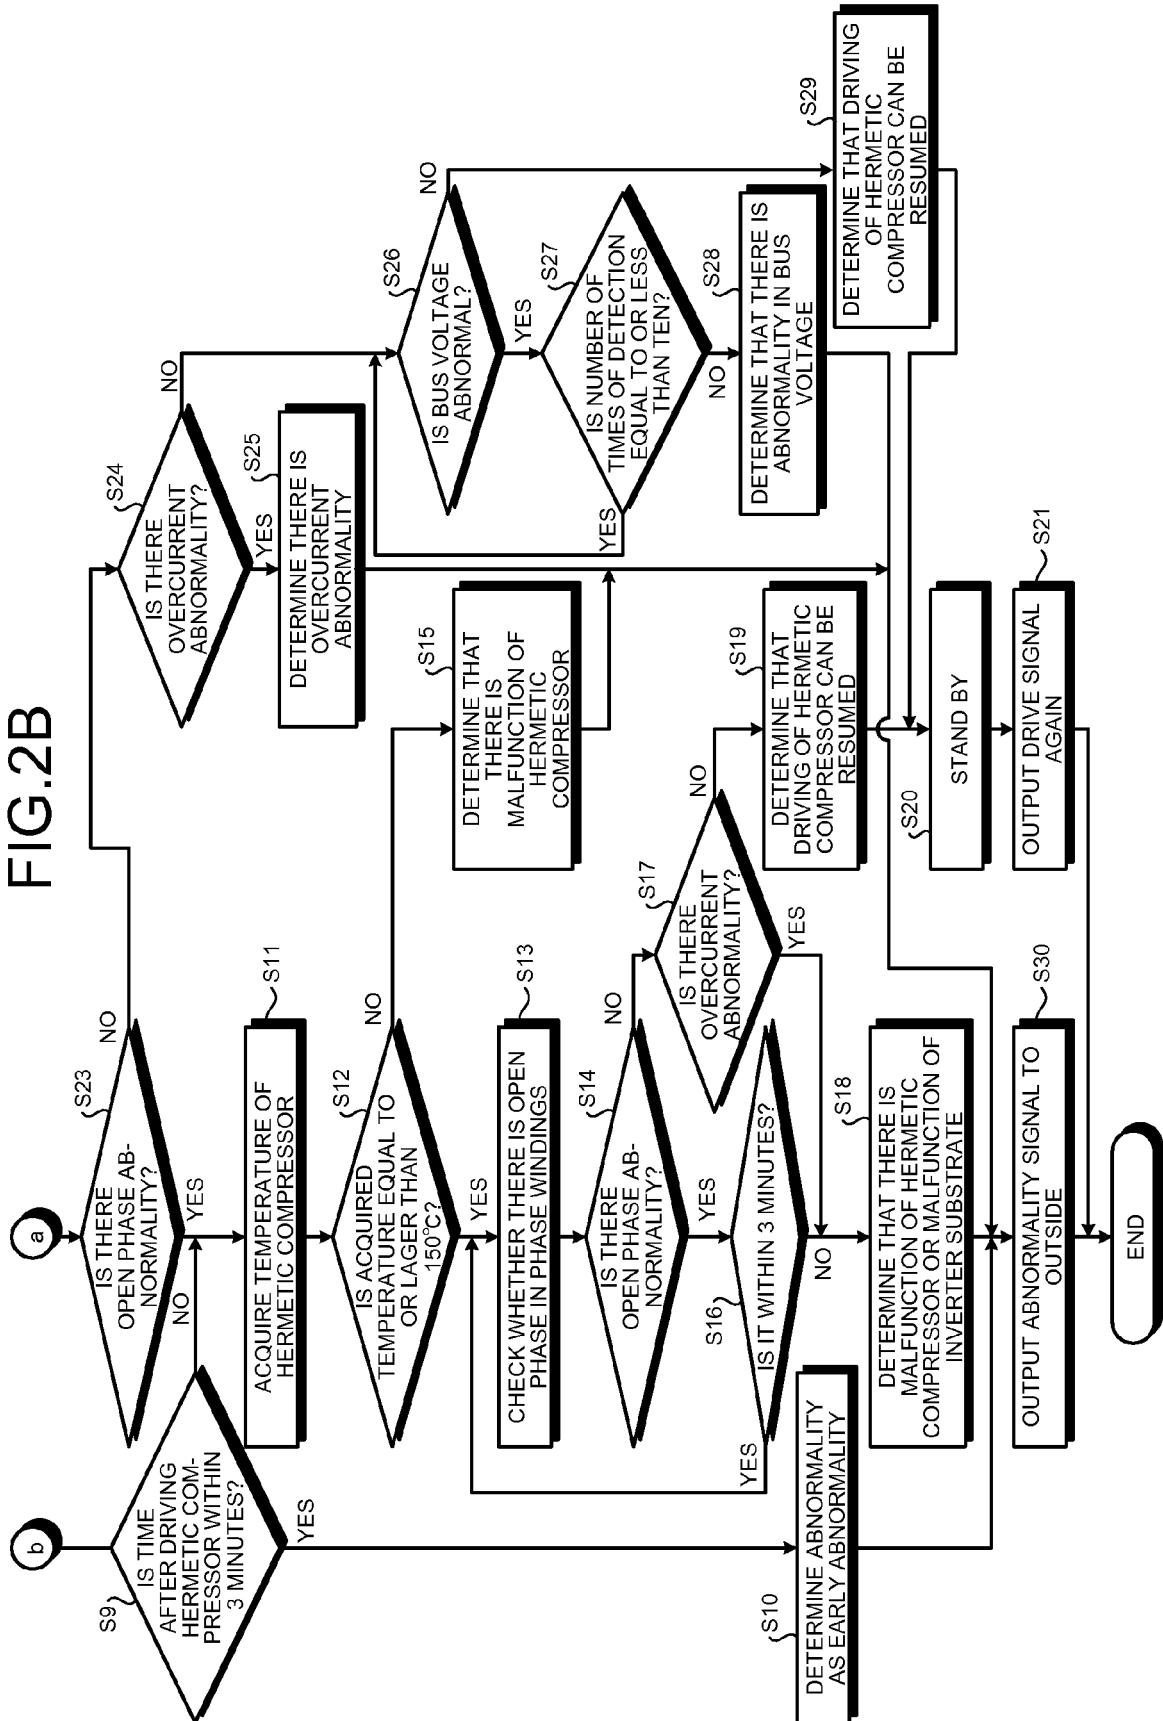 FIG.2B
b
S9
IS TIME
AFTER DRIVING
HERMETIC COM-
PRESSOR WITHIN
3 MINUTES?
NO
YES
S10
DETERMINE ABNORMALITY
AS EARLY ABNORMALITY
a
S23
IS THERE
OPEN PHASE AB-
NORMALITY?
NO
YES
S11
ACQUIRE TEMPERATURE OF
HERMETIC COMPRESSOR
S12
IS ACQUIRED
TEMPERATURE EQUAL TO
OR LAGER THAN
150°C?
NO
YES
S13
CHECK WHETHER THERE IS OPEN
PHASE IN PHASE WINDINGS
S14
IS THERE
OPEN PHASE AB-
NORMALITY?
NO
YES
S16
IS IT WITHIN 3 MINUTES?
YES
NO
S17
IS THERE
OVERCURRENT
ABNORMALITY?
NO
YES
S18
DETERMINE THAT THERE IS
MALFUNCTION OF HERMETIC
COMPRESSOR OR MALFUNCTION OF
INVERTER SUBSTRATE
S30
OUTPUT ABNORMALITY SIGNAL TO
OUTSIDE
END
S15
DETERMINE THAT
THERE IS
MALFUNCTION OF
HERMETIC
COMPRESSOR
S19
DETERMINE THAT
DRIVING OF HERMETIC
COMPRESSOR CAN BE
RESUMED
S20
STAND BY
S21
OUTPUT DRIVE SIGNAL
AGAIN
S24
IS THERE
OVERCURRENT
ABNORMALITY?
NO
YES
S25
DETERMINE THERE IS
OVERCURRENT
ABNORMALITY
S26
IS BUS VOLTAGE
ABNORMAL?
NO
YES
S27
IS NUMBER OF
TIMES OF DETECTION
EQUAL TO OR LESS
THAN TEN?
YES
NO
S28
DETERMINE THAT THERE IS
ABNORMALITY IN BUS
VOLTAGE
S29
DETERMINE THAT DRIVING
OF HERMETIC
COMPRESSOR CAN BE
RESUMED